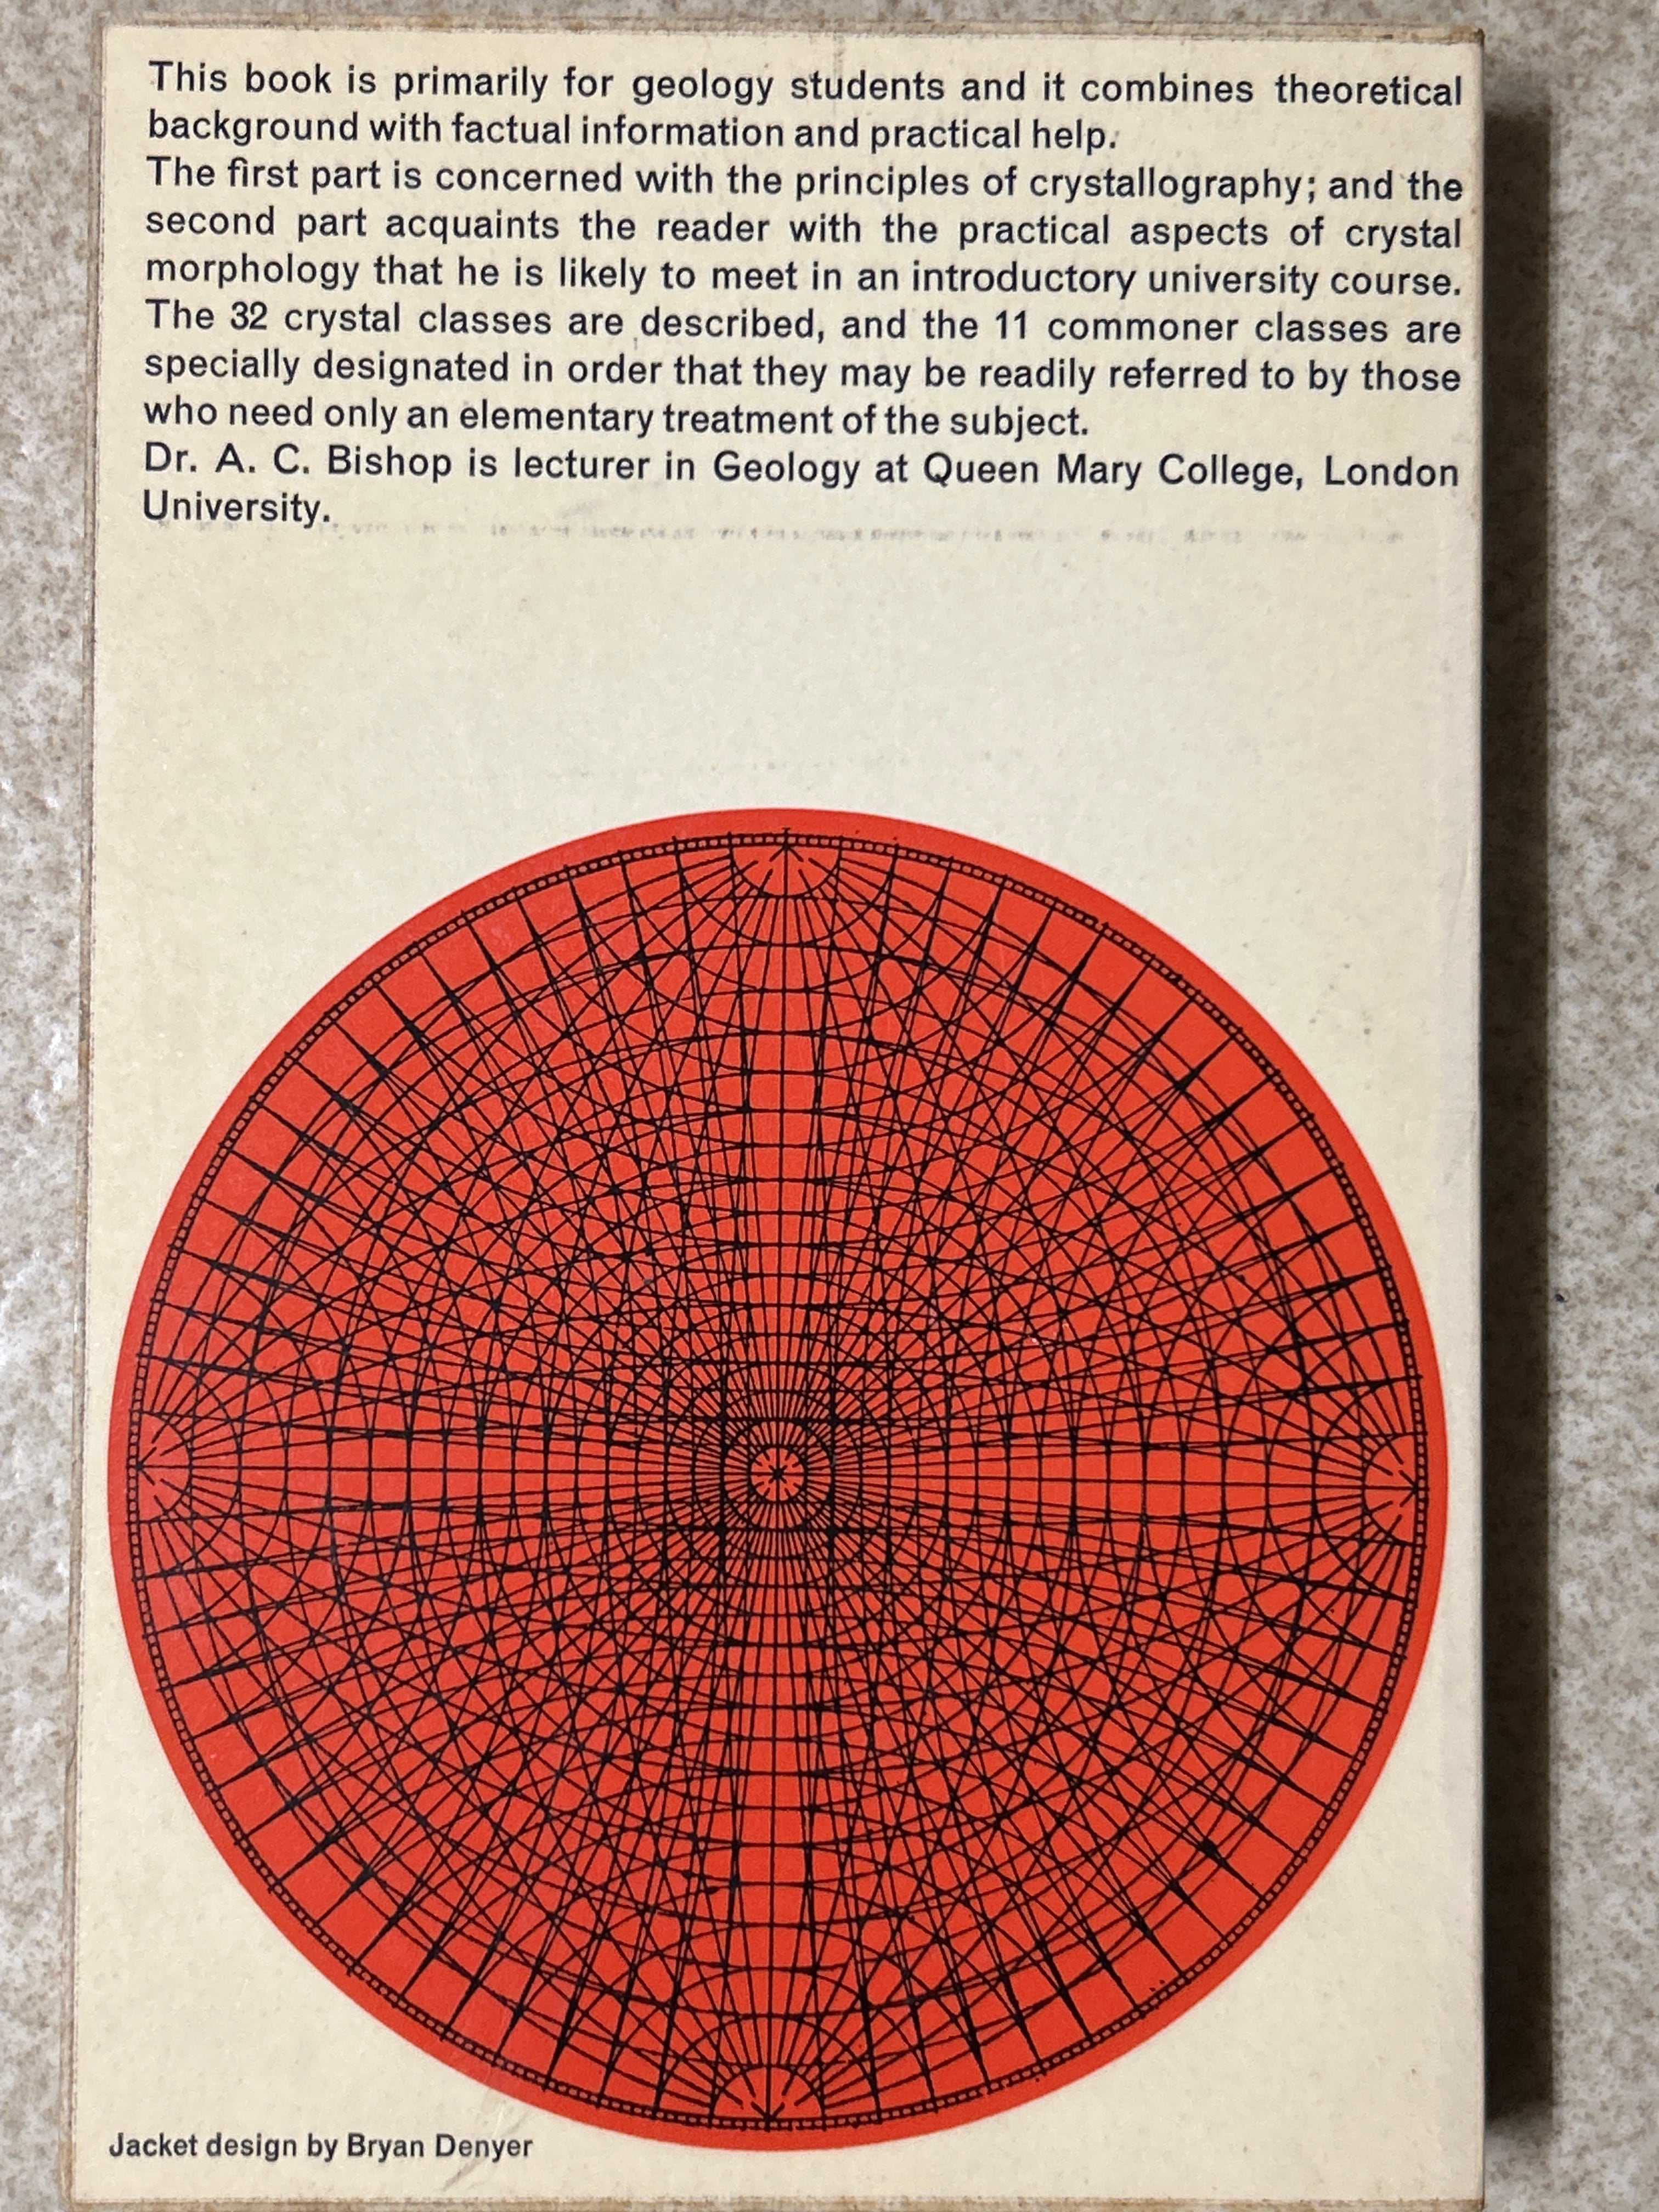 This book is primarily for geology students and it combines theoretical
background with factual information and practical help.
The first part is concerned with the principles of crystallography; and the
second part acquaints the reader with the practical aspects of crystal
morphology that he is likely to meet in an introductory university course.
The 32 crystal classes are described, and the 11 commoner classes are
specially designated in order that they may be readily referred to by those
who need only an elementary treatment of the subject.
Dr. A. C. Bishop is lecturer in Geology at Queen Mary College, London
University.
Jacket design by Bryan Denyer